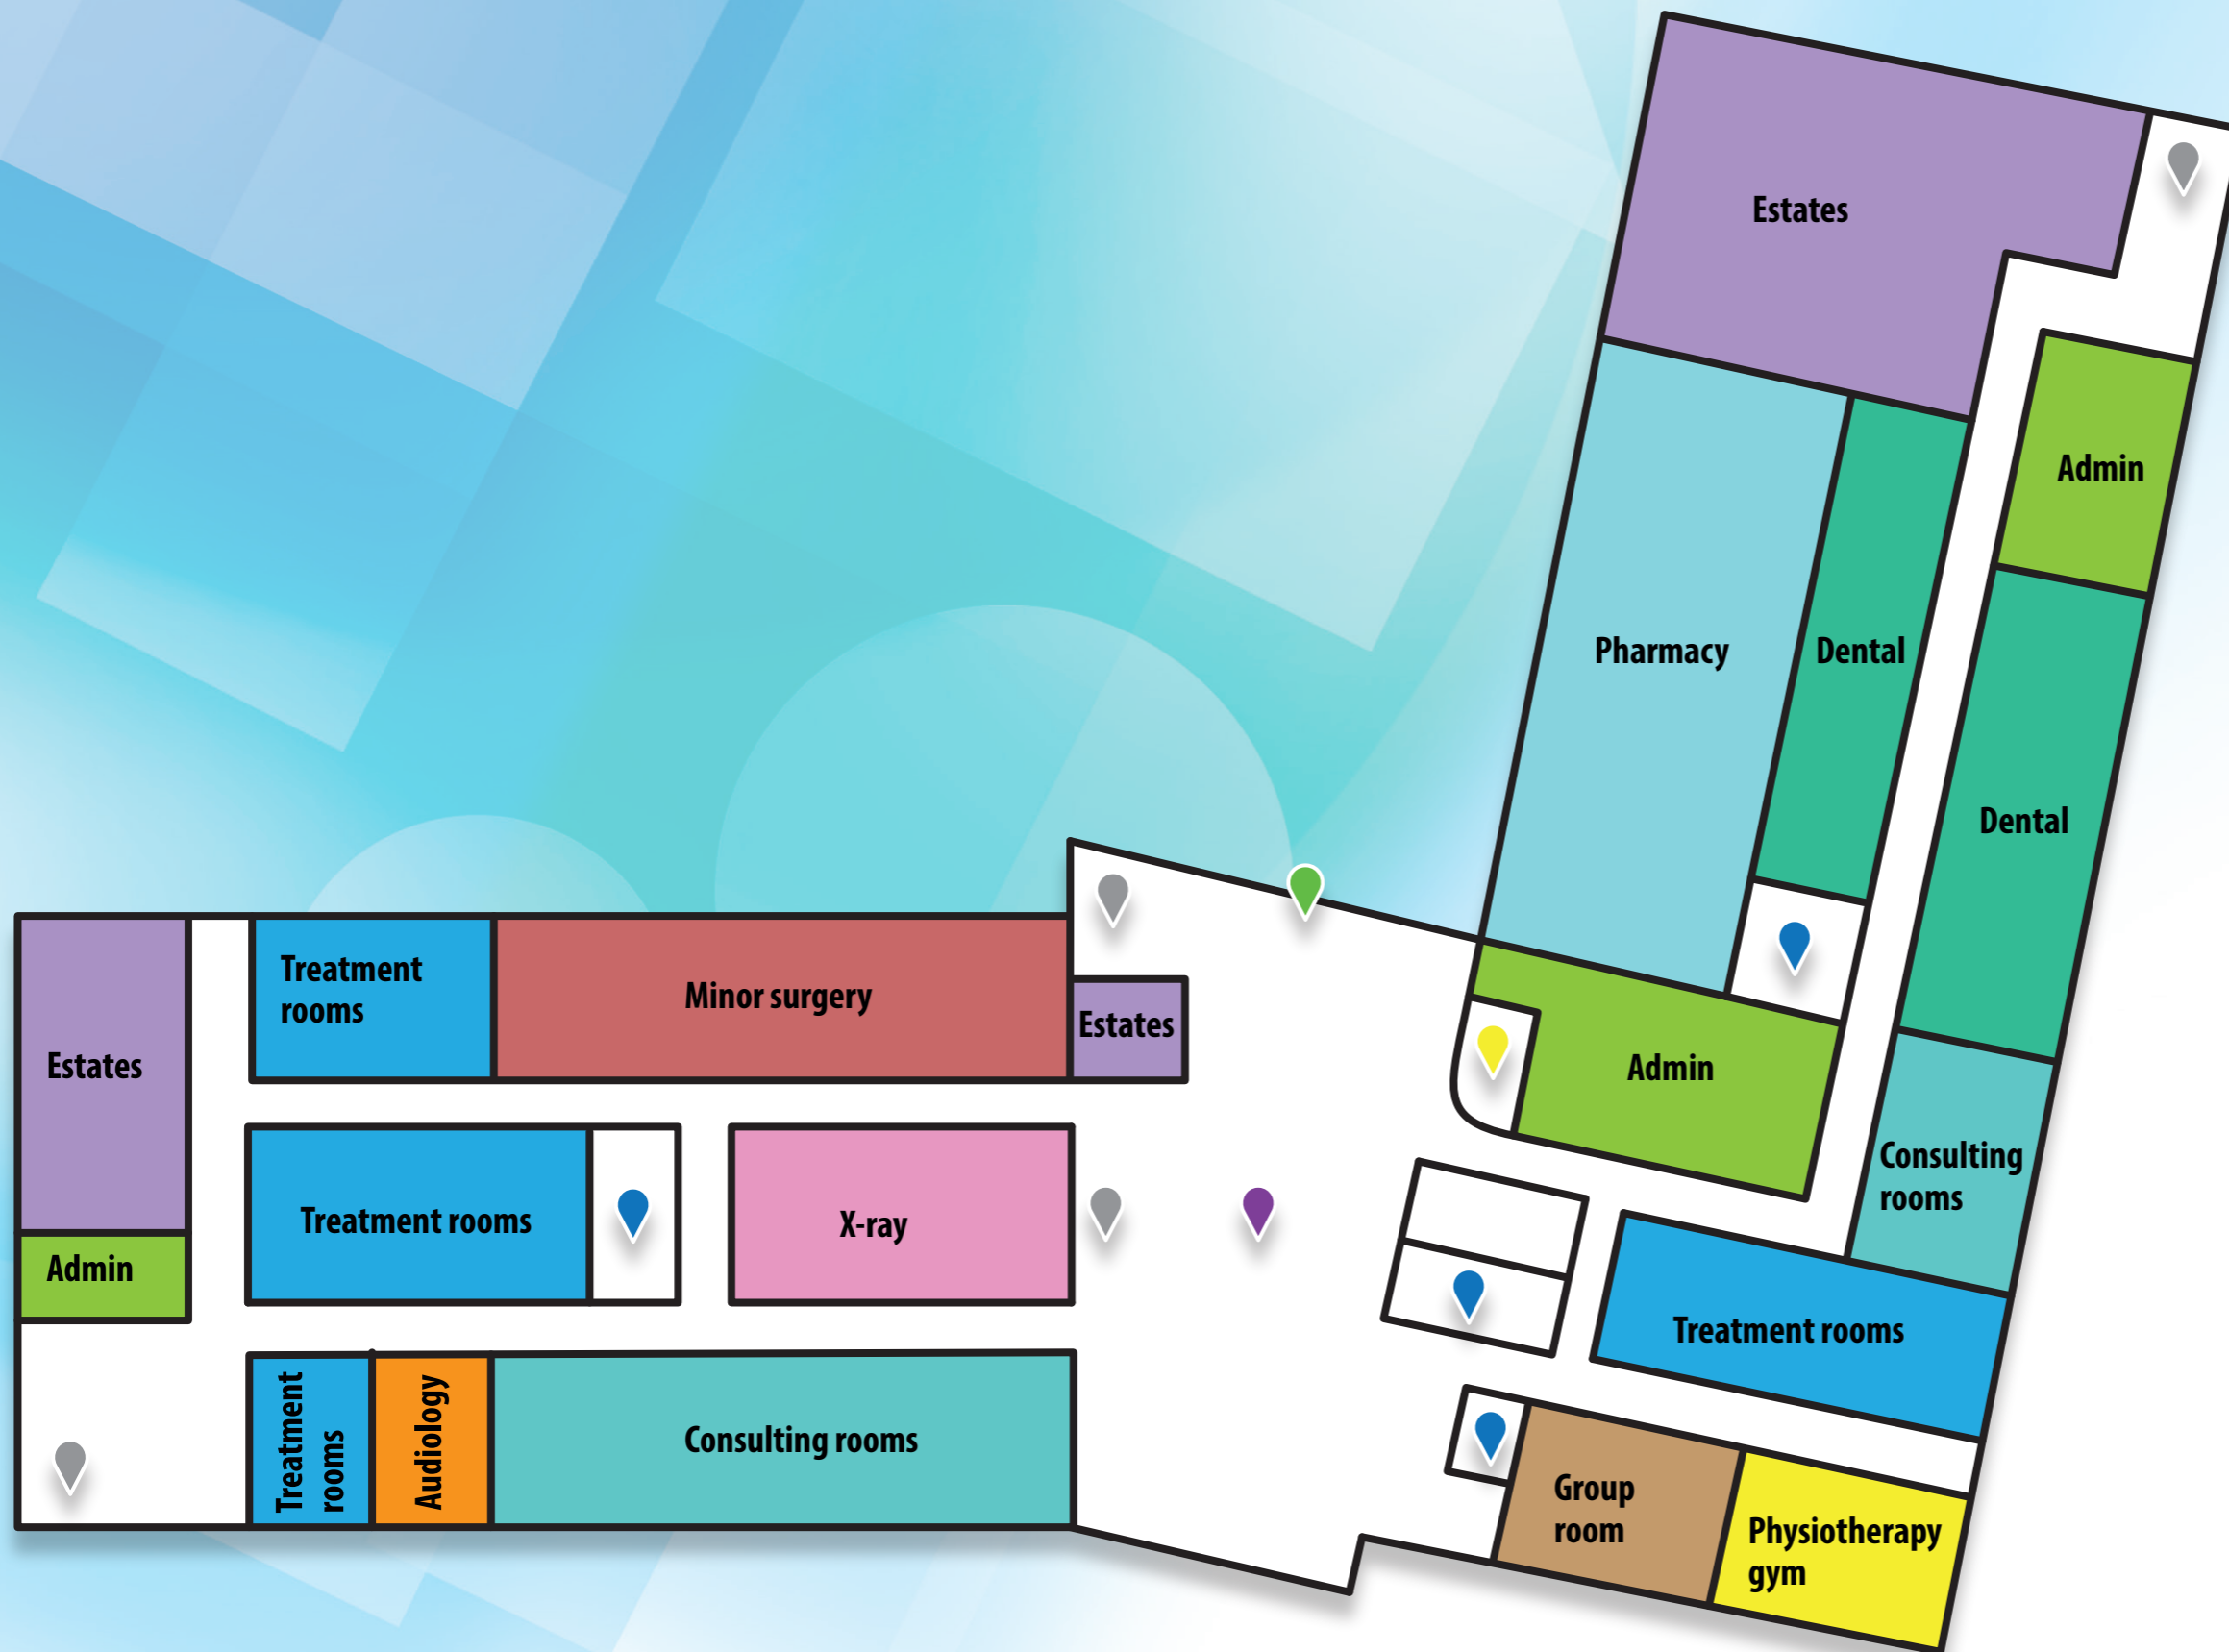 Estates
Admin
Pharmacy
Dental
Dental
Treatment
rooms
Minor surgery
Estates
Estates
Admin
Consulting
rooms
Treatment rooms
X-ray
Admin
Treatment rooms
Treatment
rooms
Audiology
Consulting rooms
Group
room
Physiotherapy
gym